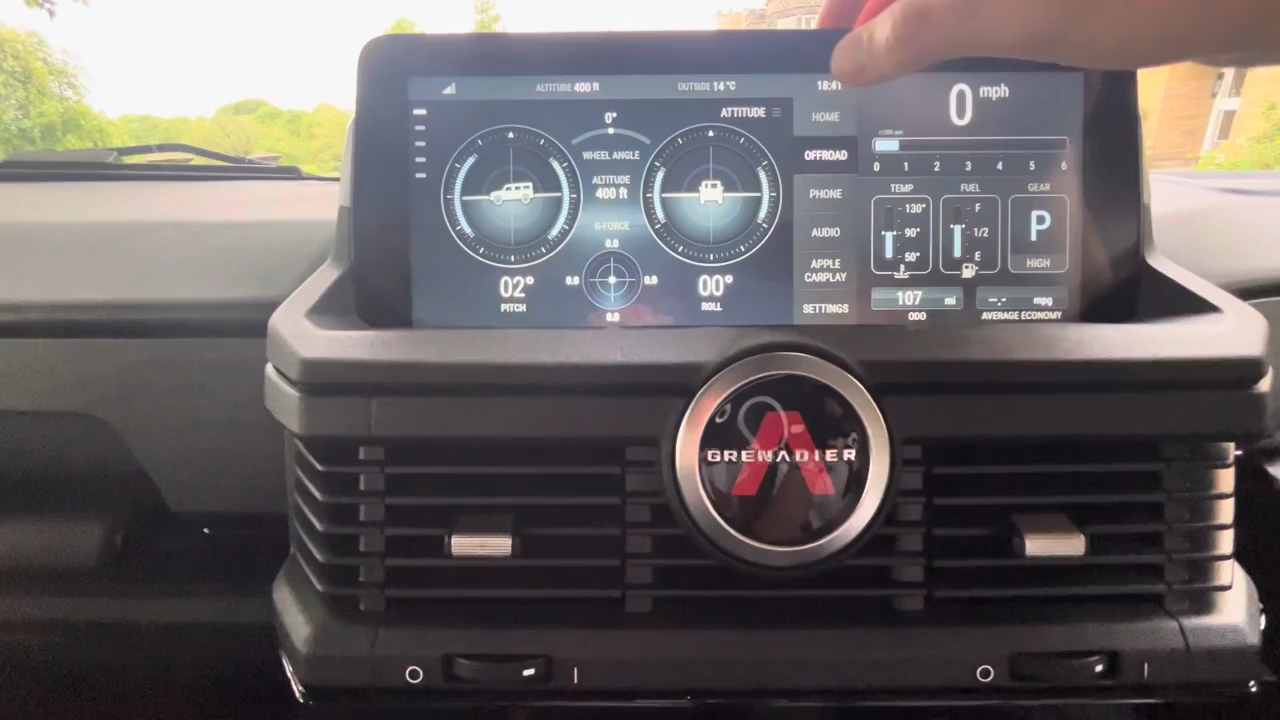 ALTITUDE 400 ft OUTSIDE 14 °C 18:41
0° ATTITUDE
WHEEL ANGLE
ALTITUDE
400 ft
G-FORCE
0.0
0.0 0.0
0.0
02°
PITCH
00°
ROLL
HOME
OFFROAD
PHONE
AUDIO
APPLE
CARPLAY
SETTINGS
0 mph
0 1 2 3 4 5 6
TEMP FUEL GEAR
130° F
90° 1/2 P
50° E HIGH
107 mi -.- mpg
ODO AVERAGE ECONOMY
GRENADIER